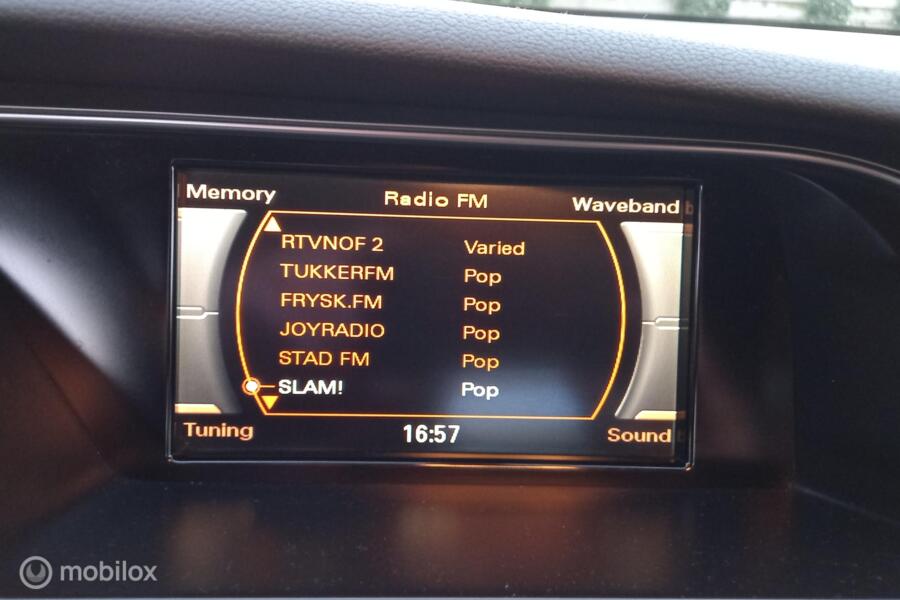 Memory Radio FM Waveband
RTVNOF 2 Varied
TUKKERFM Pop
FRYSK.FM Pop
JOYRADIO Pop
STAD FM Pop
SLAM! Pop
Tuning 16:57 Sound
mobilox